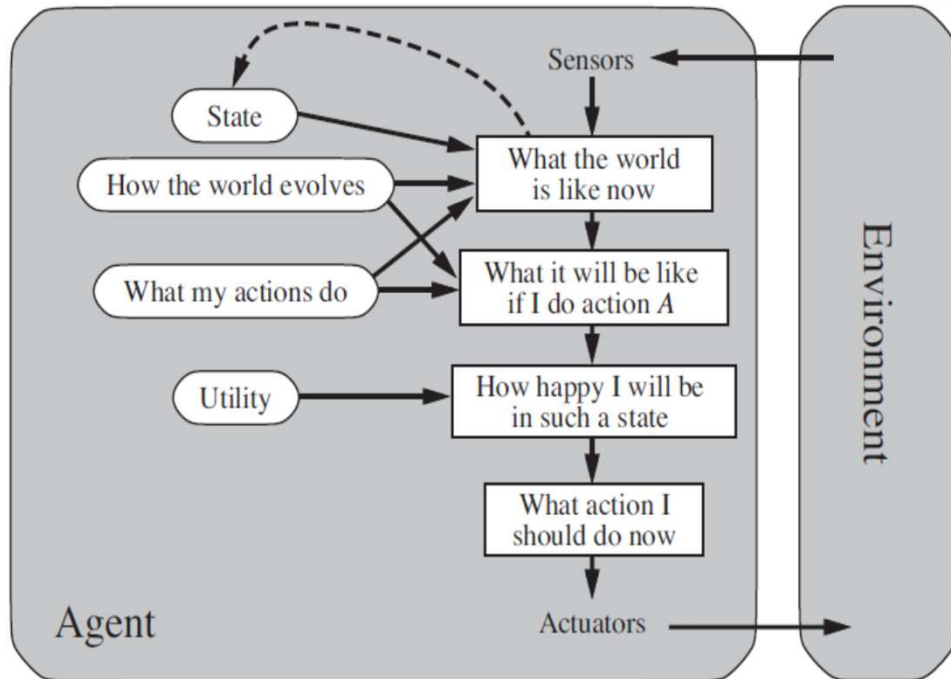 Sensors
State
What the world
is like now
How the world evolves
What my actions do
What it will be like
if I do action A
Utility
How happy I will be
in such a state
What action I
should do now
Agent
Actuators
Environment